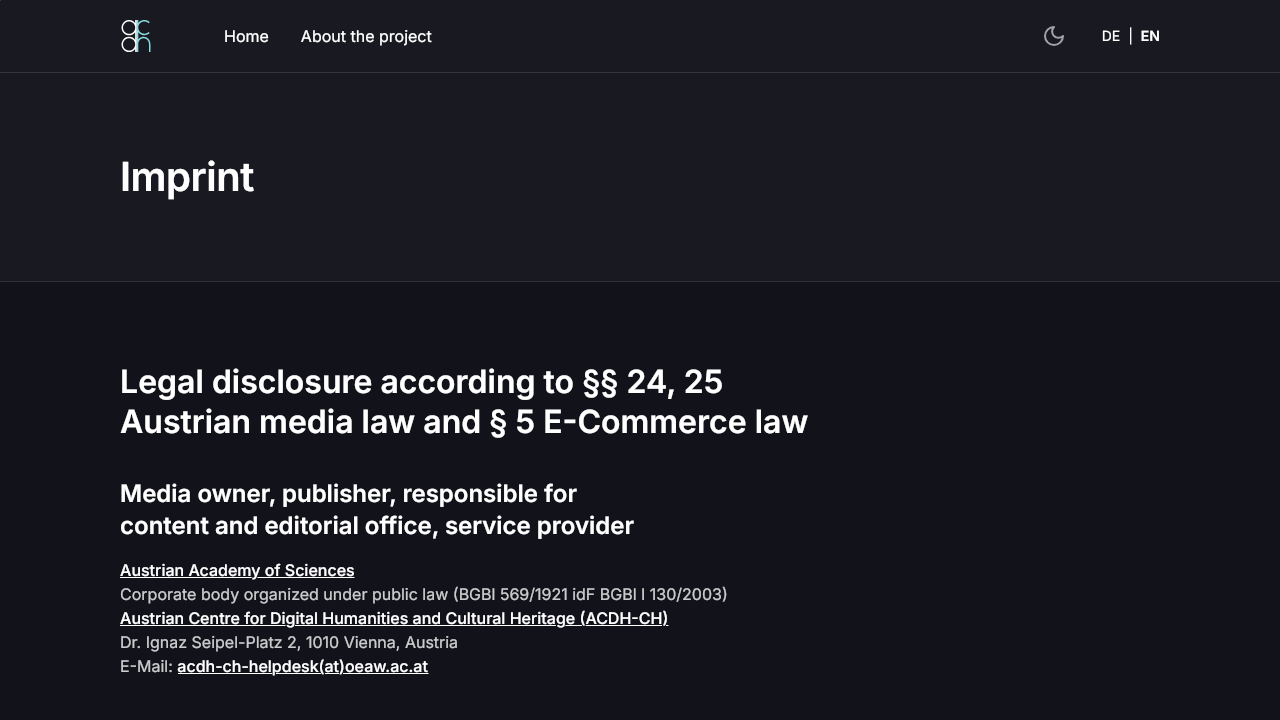 ac
dh
Home
About the project
DE | EN
Imprint
Legal disclosure according to §§ 24, 25
Austrian media law and § 5 E-Commerce law
Media owner, publisher, responsible for
content and editorial office, service provider
Austrian Academy of Sciences
Corporate body organized under public law (BGBl 569/1921 idF BGBl I 130/2003)
Austrian Centre for Digital Humanities and Cultural Heritage (ACDH-CH)
Dr. Ignaz Seipel-Platz 2, 1010 Vienna, Austria
E-Mail: acdh-ch-helpdesk(at)oeaw.ac.at